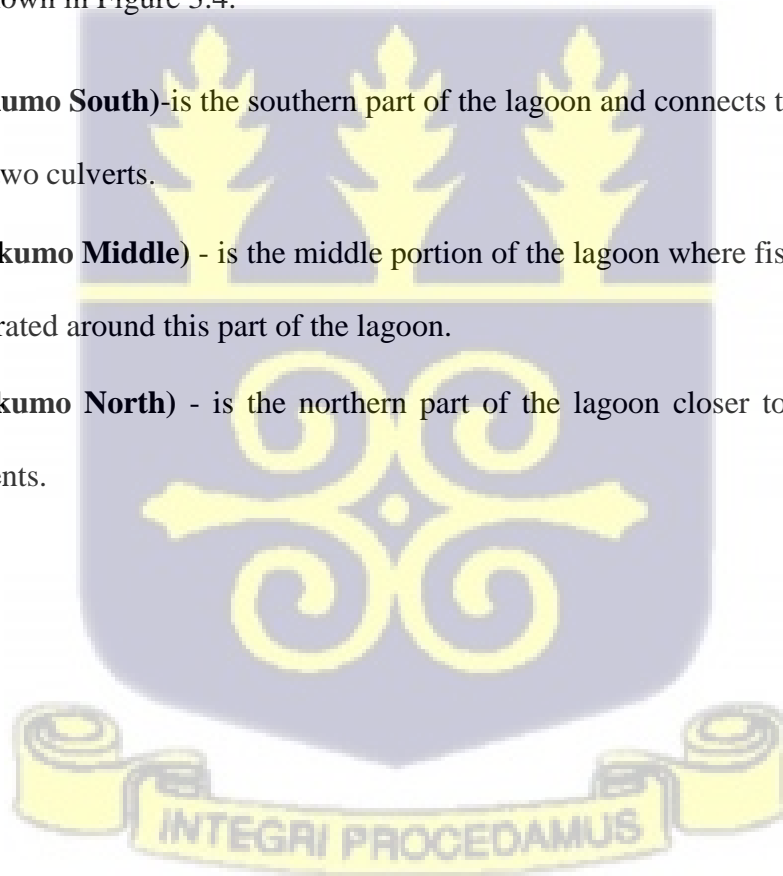 own in Figure 3.4.
kumo South)-is the southern part of the lagoon and connects t
two culverts.
kumo Middle) - is the middle portion of the lagoon where fis
rated around this part of the lagoon.
kumo North) - is the northern part of the lagoon closer to
ents.
INTEGRI PROCEDAMUS